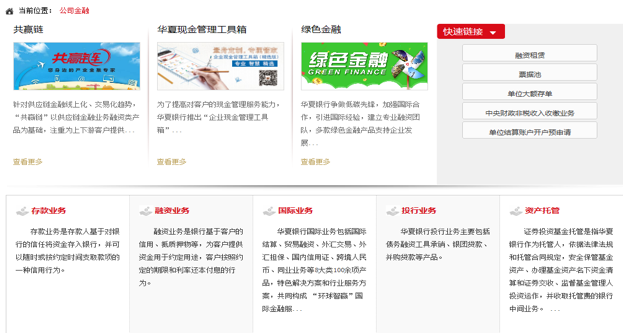 当前位置： 公司金融
共赢链
华夏现金管理工具箱
绿色金融
快速链接
共赢链
绿色金融
GREEN FINANCE
针对供应链金融线上化、交易化趋势，
“共赢链”以供应链金融业务融资类产
品为基础，注重为上下游客户提供...
查看更多
为了提高对客户的现金管理服务能力，
华夏银行推出“企业现金管理工具
箱”...
查看更多
华夏银行争做低碳先锋，加强国际合
作，引进国际经验，建立专业融资团
队，多款绿色金融产品支持企业发
展...
查看更多
融资租赁
票据池
单位大额存单
中央财政非税收入收缴业务
单位结算账户开户预申请
存款业务
存款业务是存款人基于对银
行的信任将资金存入银行，并可
以随时或按约定时间支取款项的
一种信用行为。
融资业务
融资业务是银行基于客户的
信用、抵质押物等，为客户提供
资金用于约定用途，客户按照约
定的期限和利率还本付息的行
为。
国际业务
华夏银行国际业务包括国际
结算、贸易融资、外汇交易、外
汇担保、国内信用证、跨境人民
币、同业业务等8大类100余项产
品，特色解决方案和行业服务方
案，共同构成 “环球智赢”国
际金融服...
投行业务
华夏银行投行业务主要包括
债务融资工具承销、银团贷款、
并购贷款等产品。
资产托管
证券投资基金托管是指华夏
银行作为托管人，依据法律法规
和托管合同规定，安全保管基金
资产、办理基金资产名下资金清
算和证券交收、监督基金管理人
投资运作，并收取托管费的银行
中间业务。 ...